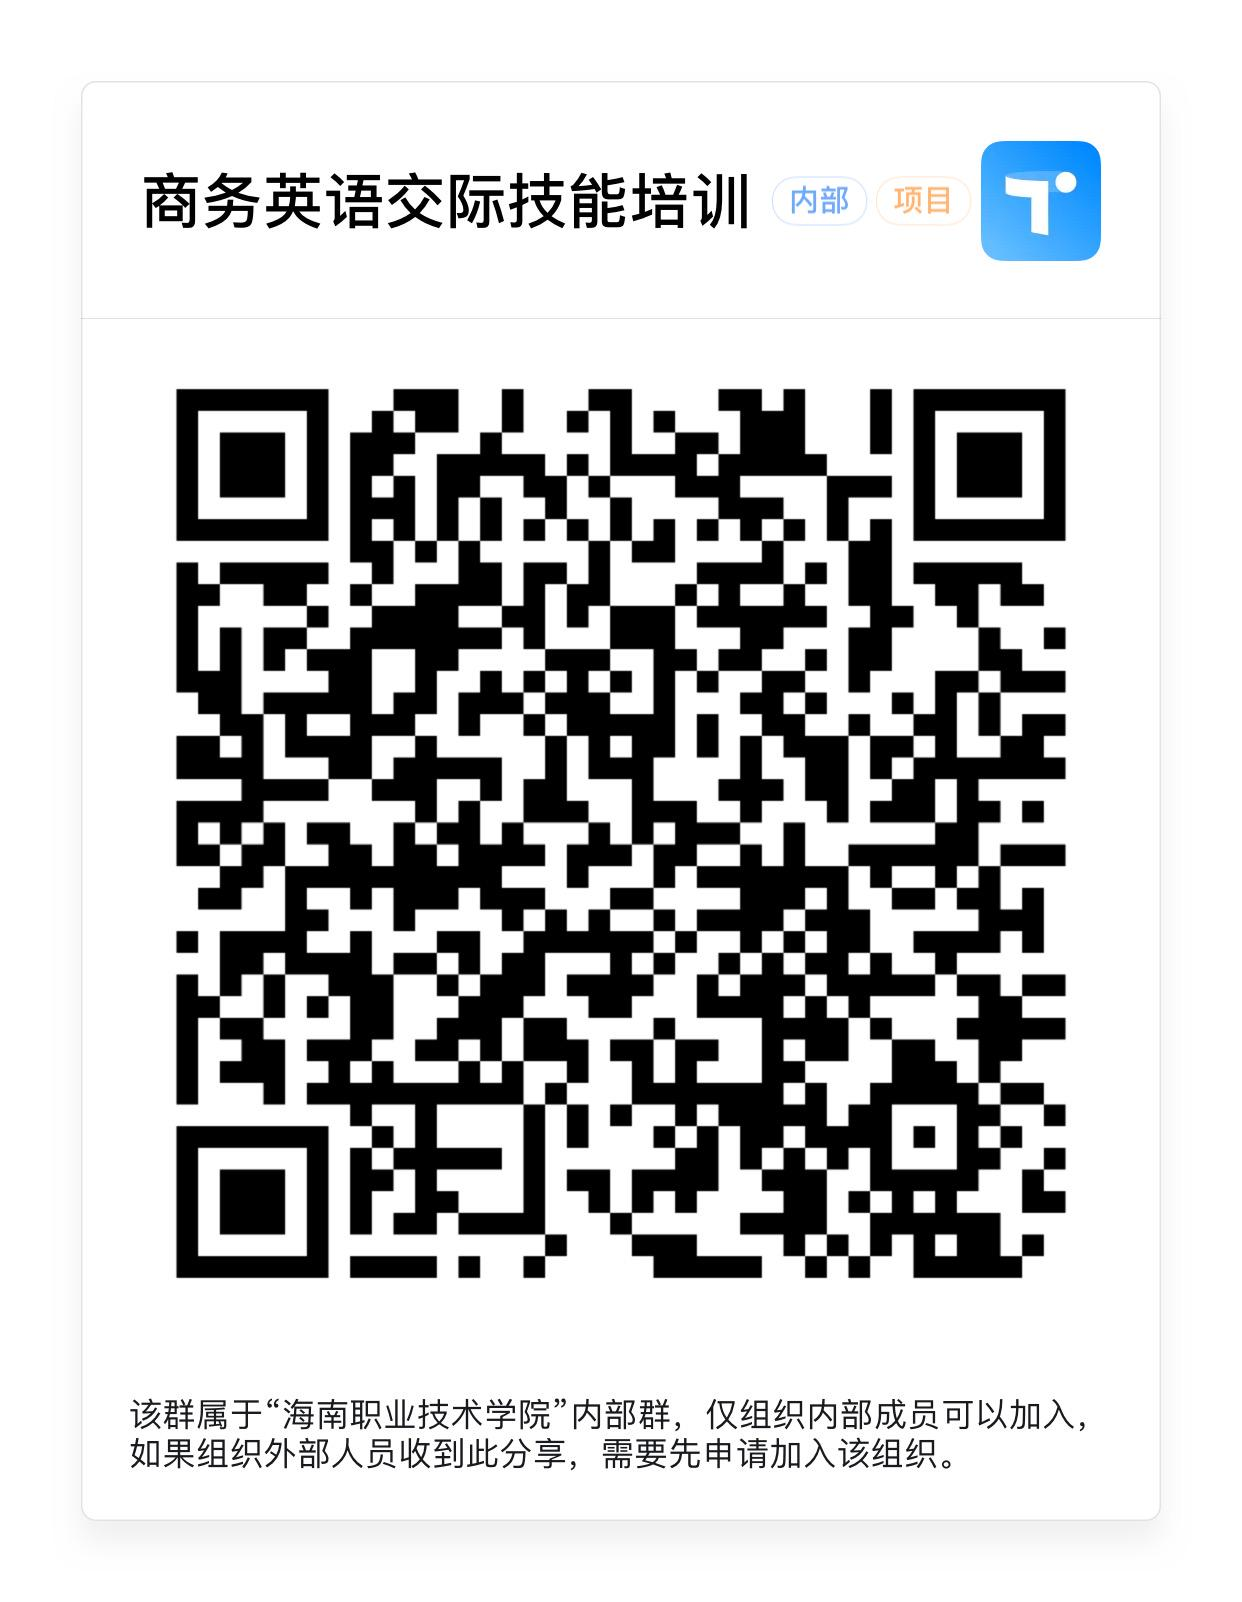 商务英语交际技能培训 内部 项目
该群属于“海南职业技术学院”内部群，仅组织内部成员可以加入，
如果组织外部人员收到此分享，需要先申请加入该组织。